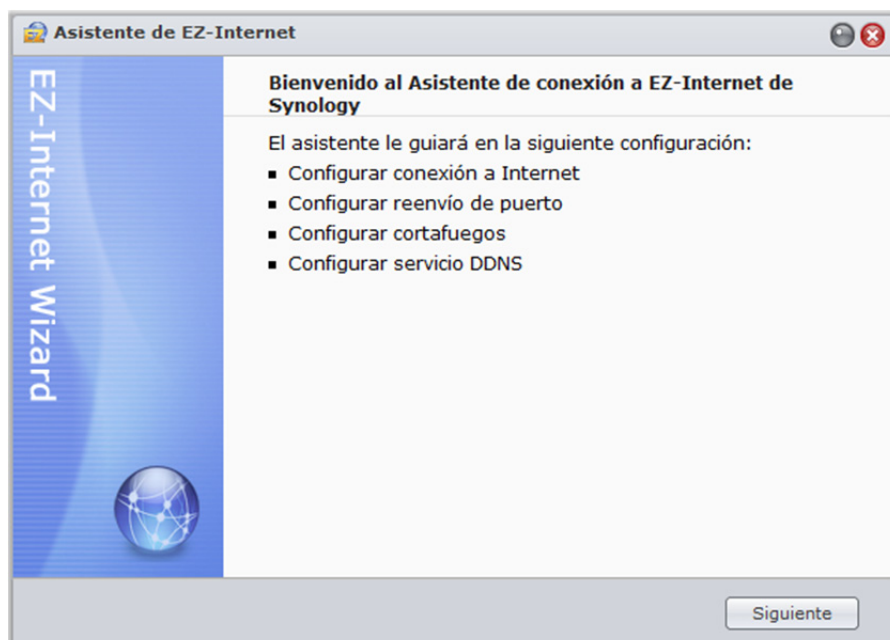 Asistente de EZ-Internet
EZ-Internet Wizard
Bienvenido al Asistente de conexión a EZ-Internet de
Synology
El asistente le guiará en la siguiente configuración:
▪ Configurar conexión a Internet
▪ Configurar reenvío de puerto
▪ Configurar cortafuegos
▪ Configurar servicio DDNS
Siguiente